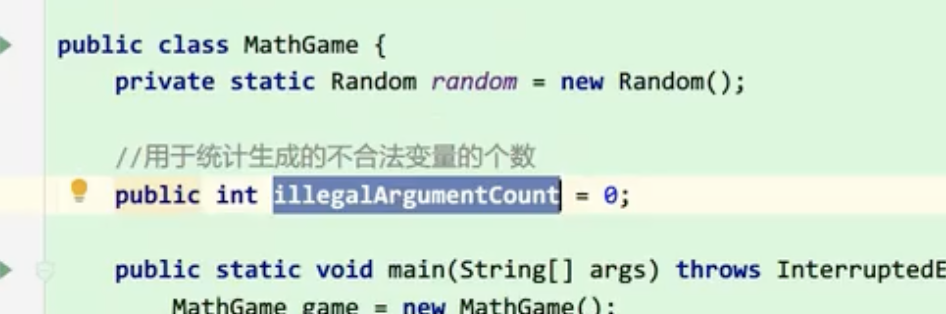 public class MathGame {
private static Random random = new Random();
//用于统计生成的不合法变量的个数
public int illegalArgumentCount = 0;
public static void main(String[] args) throws InterruptedE
MathGame game = new MathGame();